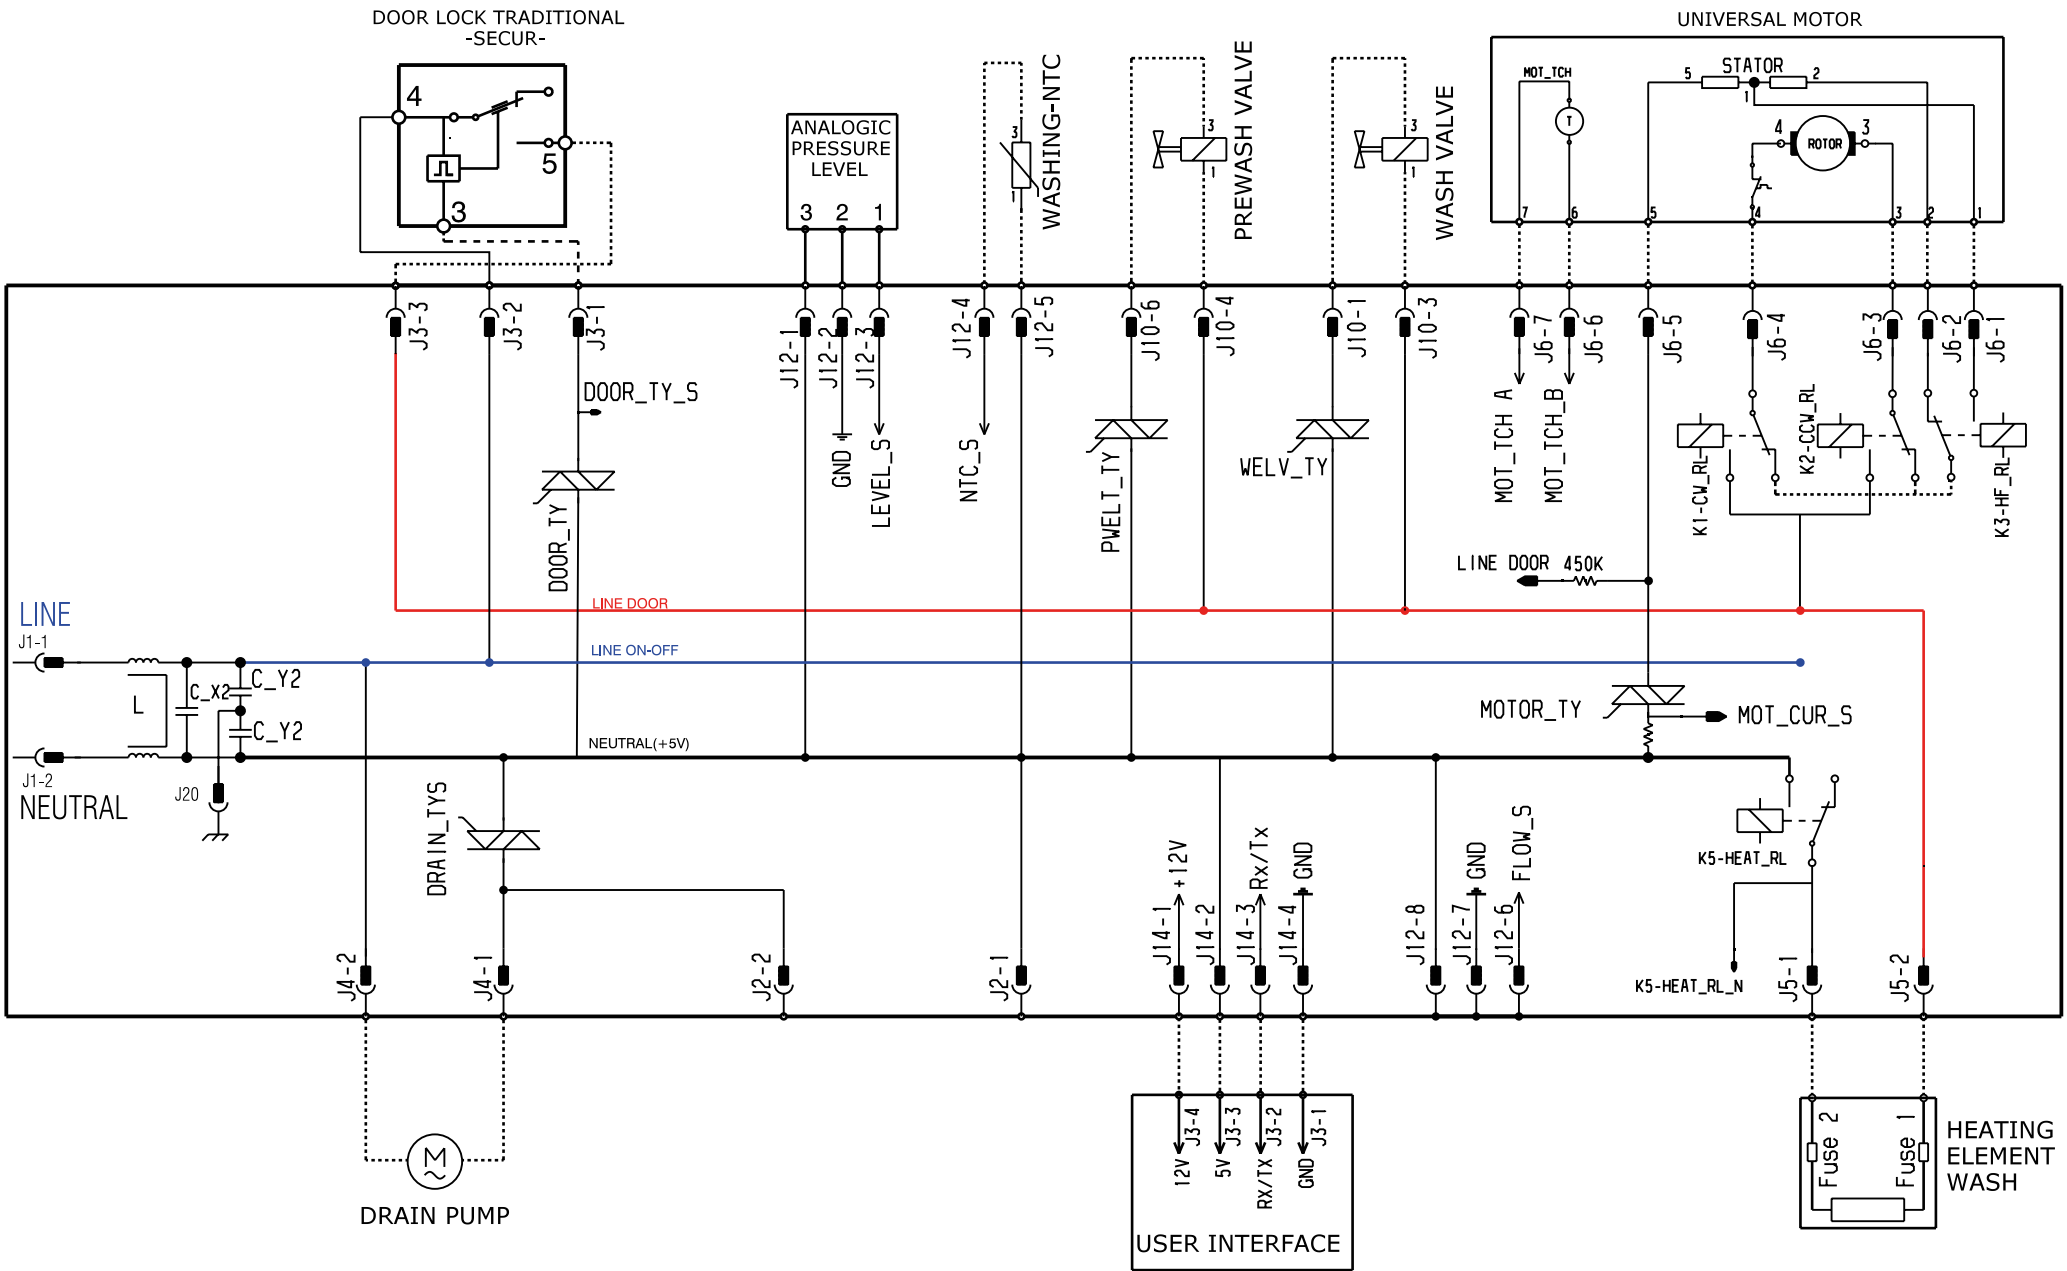 DOOR LOCK TRADITIONAL
-SECUR-
UNIVERSAL MOTOR
4
5
3
ANALOGIC
PRESSURE
LEVEL
3 2 1
3
1
WASHING-NTC
3
1
PREWASH VALVE
3
1
WASH VALVE
MOT_TCH
T
5
STATOR
2
1
4
ROTOR
3
7
6
5
4
3
2
1
J3-3
J3-2
J3-1
J12-1
J12-2
J12-3
J12-4
J12-5
J10-6
J10-4
J10-1
J10-3
J6-7
J6-6
J6-5
J6-4
J6-3
J6-2
J6-1
DOOR_TY_S
DOOR_TY
GND
LEVEL_S
NTC_S
PWELT_TY
WELV_TY
MOT_TCH A
MOT_TCH_B
K1-CW_RL
K2-CCW_RL
K3-HF_RL
LINE DOOR 450K
LINE DOOR
LINE
J1-1
LINE ON-OFF
L
C_X2
C_Y2
C_Y2
MOTOR_TY
MOT_CUR_S
NEUTRAL(+5V)
J1-2
NEUTRAL
J20
DRAIN_TYS
K5-HEAT_RL
K5-HEAT_RL_N
+12V
Rx/Tx
GND
GND
FLOW_S
J4-2
J4-1
J2-2
J2-1
J14-1
J14-2
J14-3
J14-4
J12-8
J12-7
J12-6
J5-1
J5-2
M
DRAIN PUMP
J3-4
J3-3
J3-2
J3-1
12V
5V
RX/TX
GND
USER INTERFACE
Fuse 2
Fuse 1
HEATING
ELEMENT
WASH